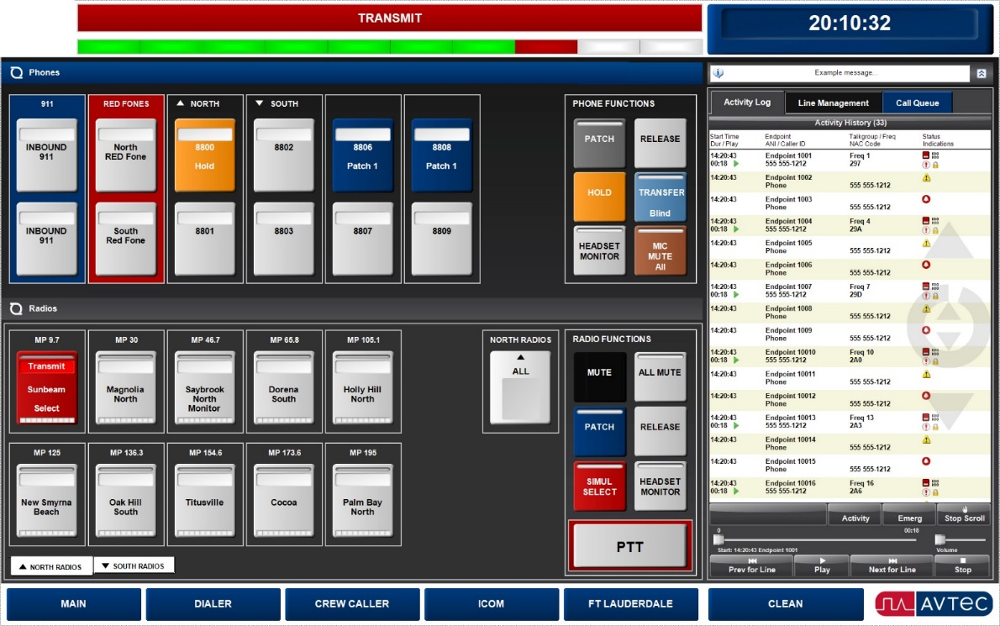 TRANSMIT
20:10:32
Phones
Example message...
911
RED FONES
▲ NORTH
▼ SOUTH
PHONE FUNCTIONS
INBOUND
911
North
RED Fone
8800
Hold
8802
8806
Patch 1
8808
Patch 1
PATCH
RELEASE
HOLD
TRANSFER
Blind
INBOUND
911
South
Red Fone
8801
8803
8807
8809
HEADSET
MONITOR
MIC
MUTE
All
Radios
MP 9.7
MP 30
MP 46.7
MP 65.8
MP 105.1
NORTH RADIOS
RADIO FUNCTIONS
Transmit
Sunbeam
Select
Magnolia
North
Saybrook
North
Monitor
Dorena
South
Holly Hill
North
▲
ALL
MUTE
ALL MUTE
PATCH
RELEASE
MP 125
MP 136.3
MP 154.6
MP 173.6
MP 195
New Smyrna
Beach
Oak Hill
South
Titusville
Cocoa
Palm Bay
North
SIMUL
SELECT
HEADSET
MONITOR
PTT
▲ NORTH RADIOS
▼ SOUTH RADIOS
Activity Log
Line Management
Call Queue
Activity History (33)
Start Time Endpoint Talkgroup / Freq Status
Dur / Play ANI / Caller ID NAC Code Indications
14:20:43 Endpoint 1001 Freq 1
00:18 555 555-1212 297
14:20:43 Endpoint 1002
Phone 555 555-1212
14:20:43 Endpoint 1003
Phone 555 555-1212
14:20:43 Endpoint 1004 Freq 4
00:18 555 555-1212 29A
14:20:43 Endpoint 1005
Phone 555 555-1212
14:20:43 Endpoint 1006
Phone 555 555-1212
14:20:43 Endpoint 1007 Freq 7
00:18 555 555-1212 29D
14:20:43 Endpoint 1008
Phone 555 555-1212
14:20:43 Endpoint 1009
Phone 555 555-1212
14:20:43 Endpoint 10010 Freq 10
00:18 555 555-1212 2A0
14:20:43 Endpoint 10011
Phone 555 555-1212
14:20:43 Endpoint 10012
Phone 555 555-1212
14:20:43 Endpoint 10013 Freq 13
00:18 555 555-1212 2A3
14:20:43 Endpoint 10014
Phone 555 555-1212
14:20:43 Endpoint 10015
Phone 555 555-1212
14:20:43 Endpoint 10016 Freq 16
00:18 555 555-1212 2A6
Activity
Emerg
Stop Scroll
0 00:18
Start: 14:20:43 Endpoint 1001
Volume
Prev for Line
Play
Next for Line
Stop
MAIN
DIALER
CREW CALLER
ICOM
FT LAUDERDALE
CLEAN
AVTEC